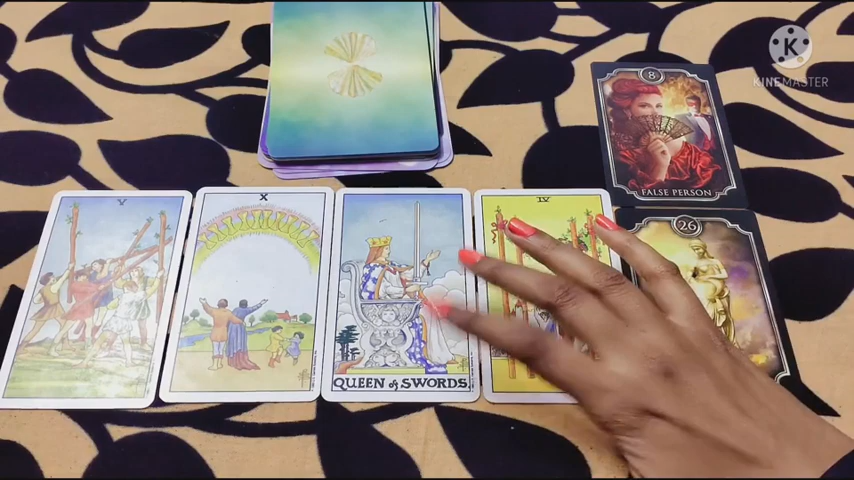 K
KINEMASTER
8
FALSE PERSON
V
X
IV
26
QUEEN of SWORDS.